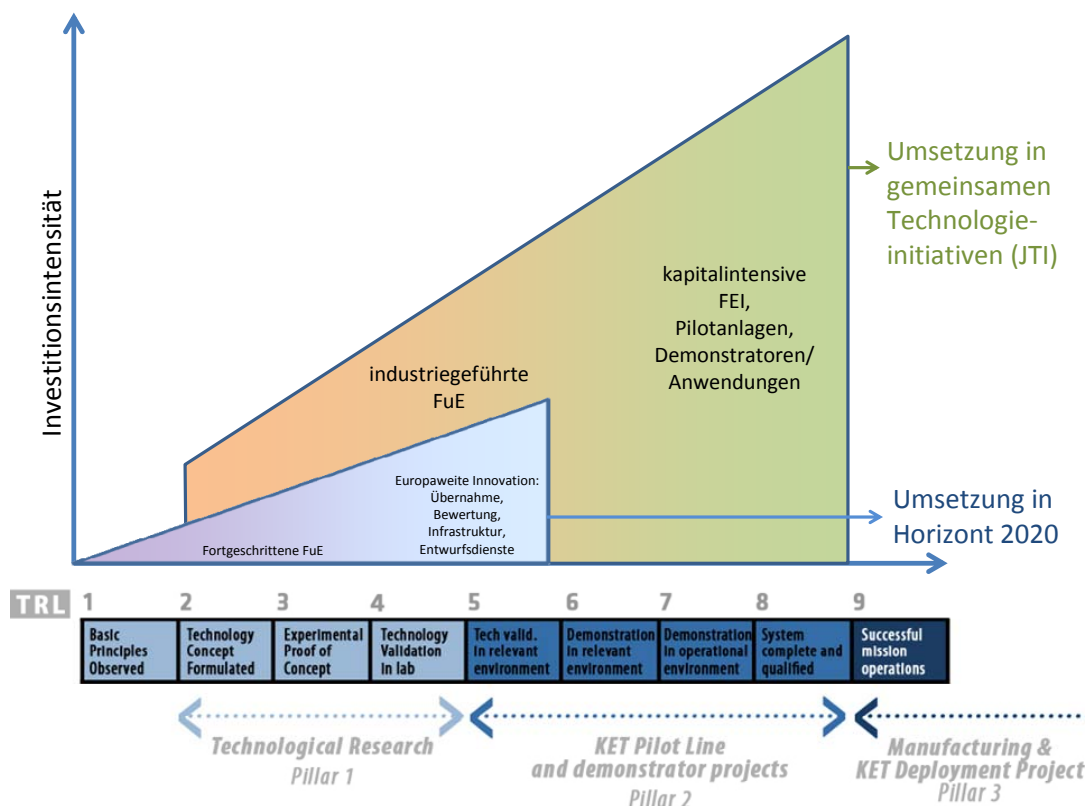 Investitionsintensität
Umsetzung in
gemeinsamen
Technologie-
initiativen (JTI)
kapitalintensive
FEI,
Pilotanlagen,
Demonstratoren/
Anwendungen
industriegeführte
FuE
Europaweite Innovation:
Übernahme,
Bewertung,
Infrastruktur,
Entwurfsdienste
Fortgeschrittene FuE
Umsetzung in
Horizont 2020
TRL 1 2 3 4 5 6 7 8 9
Basic
Principles
Observed
Technology
Concept
Formulated
Experimental
Proof of
Concept
Technology
Validation
in lab
Tech valid.
in relevant
environment
Demonstration
in relevant
environment
Demonstration
in operational
environment
System
complete and
qualified
Successful
mission
operations
Technological Research
Pillar 1
KET Pilot Line
and demonstrator projects
Pillar 2
Manufacturing &
KET Deployment Project
Pillar 3